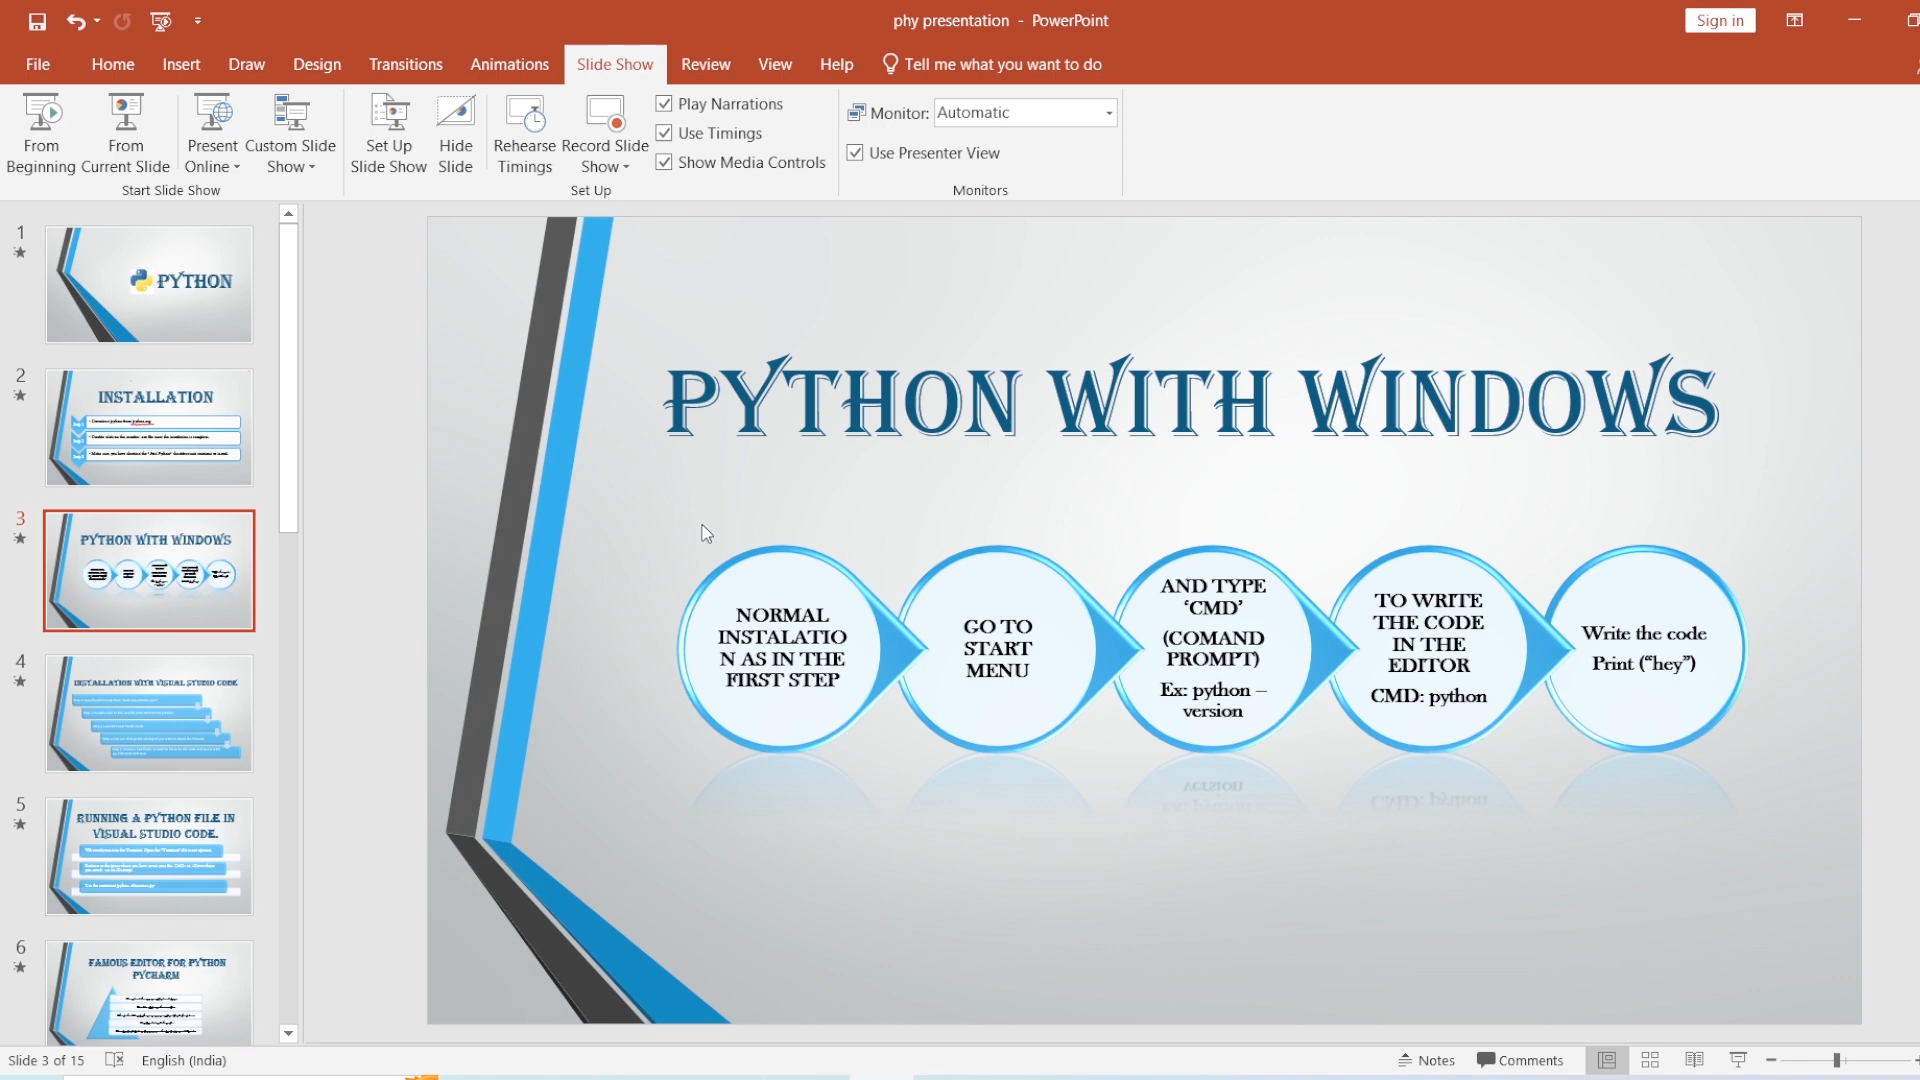 phy presentation - PowerPoint
Sign in
File Home Insert Draw Design Transitions Animations Slide Show Review View Help Tell me what you want to do
From Beginning
From Current Slide
Present Online
Custom Slide Show
Start Slide Show
Set Up Slide Show
Hide Slide
Rehearse Timings
Record Slide Show
Play Narrations
Use Timings
Show Media Controls
Set Up
Monitor: Automatic
Use Presenter View
Monitors
1
PYTHON
2
INSTALLATION
3
PYTHON WITH WINDOWS
4
INSTALLATION WITH VISUAL STUDIO CODE
5
RUNNING A PYTHON FILE IN
VISUAL STUDIO CODE.
6
FAMOUS EDITOR FOR PYTHON
PYCHARM
PYTHON WITH WINDOWS
NORMAL
INSTALATIO
N AS IN THE
FIRST STEP
GO TO
START
MENU
AND TYPE
‘CMD’
(COMAND
PROMPT)
Ex: python –
version
TO WRITE
THE CODE
IN THE
EDITOR
CMD: python
Write the code
Print (“hey”)
Slide 3 of 15 English (India) Notes Comments